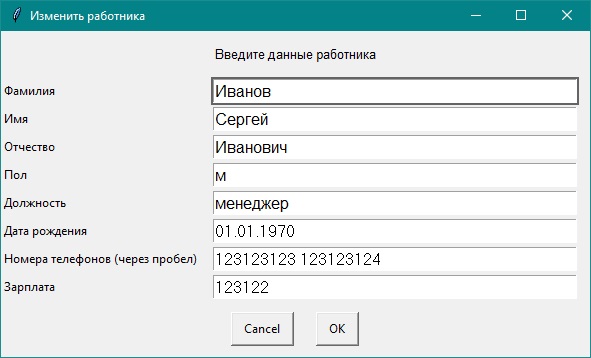 Изменить работника
Введите данные работника
Фамилия Иванов
Имя Сергей
Отчество Иванович
Пол м
Должность менеджер
Дата рождения 01.01.1970
Номера телефонов (через пробел) 123123123 123123124
Зарплата 123122
Cancel OK